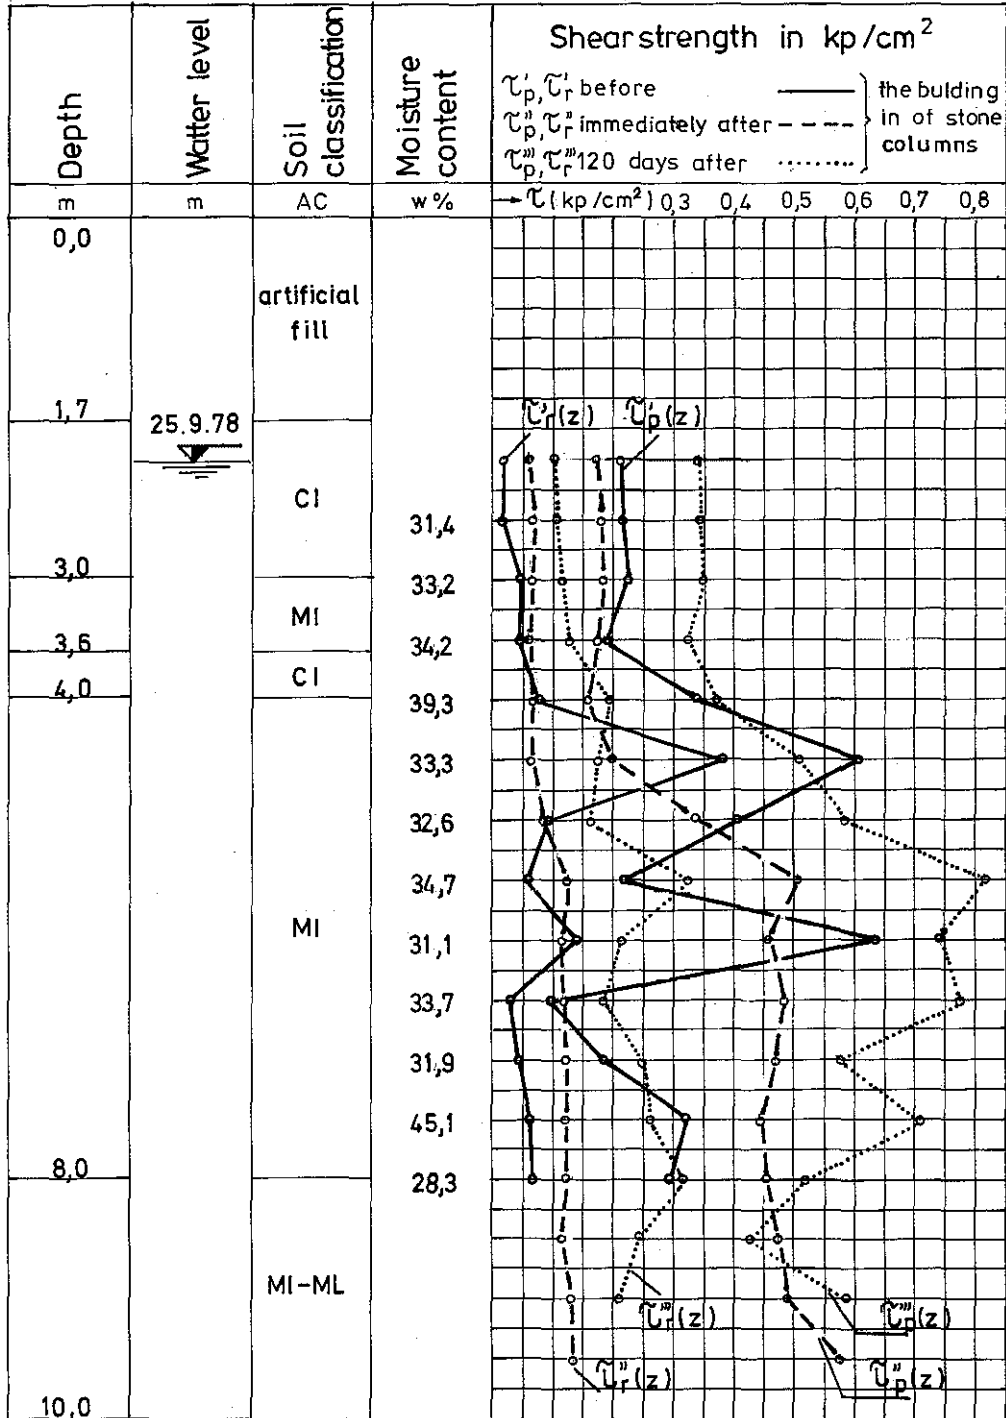 Depth
Watter level
Soil classification
Moisture content
Shearstrength in kp/cm²
τ'p, τ'r before
τ''p, τ''r immediately after
τ'''p, τ'''r 120 days after
the bulding
in of stone
columns
m
m
AC
w%
→ τ (kp/cm²) 0,3 0,4 0,5 0,6 0,7 0,8
0,0
artificial
fill
1,7
25.9.78
τ'r(z)
τ'p(z)
CI
31,4
3,0
33,2
MI
3,6
34,2
CI
4,0
39,3
33,3
32,6
34,7
MI
31,1
33,7
31,9
45,1
8,0
28,3
MI-ML
τ'''r(z)
τ'''p(z)
τ''r(z)
τ''p(z)
10,0